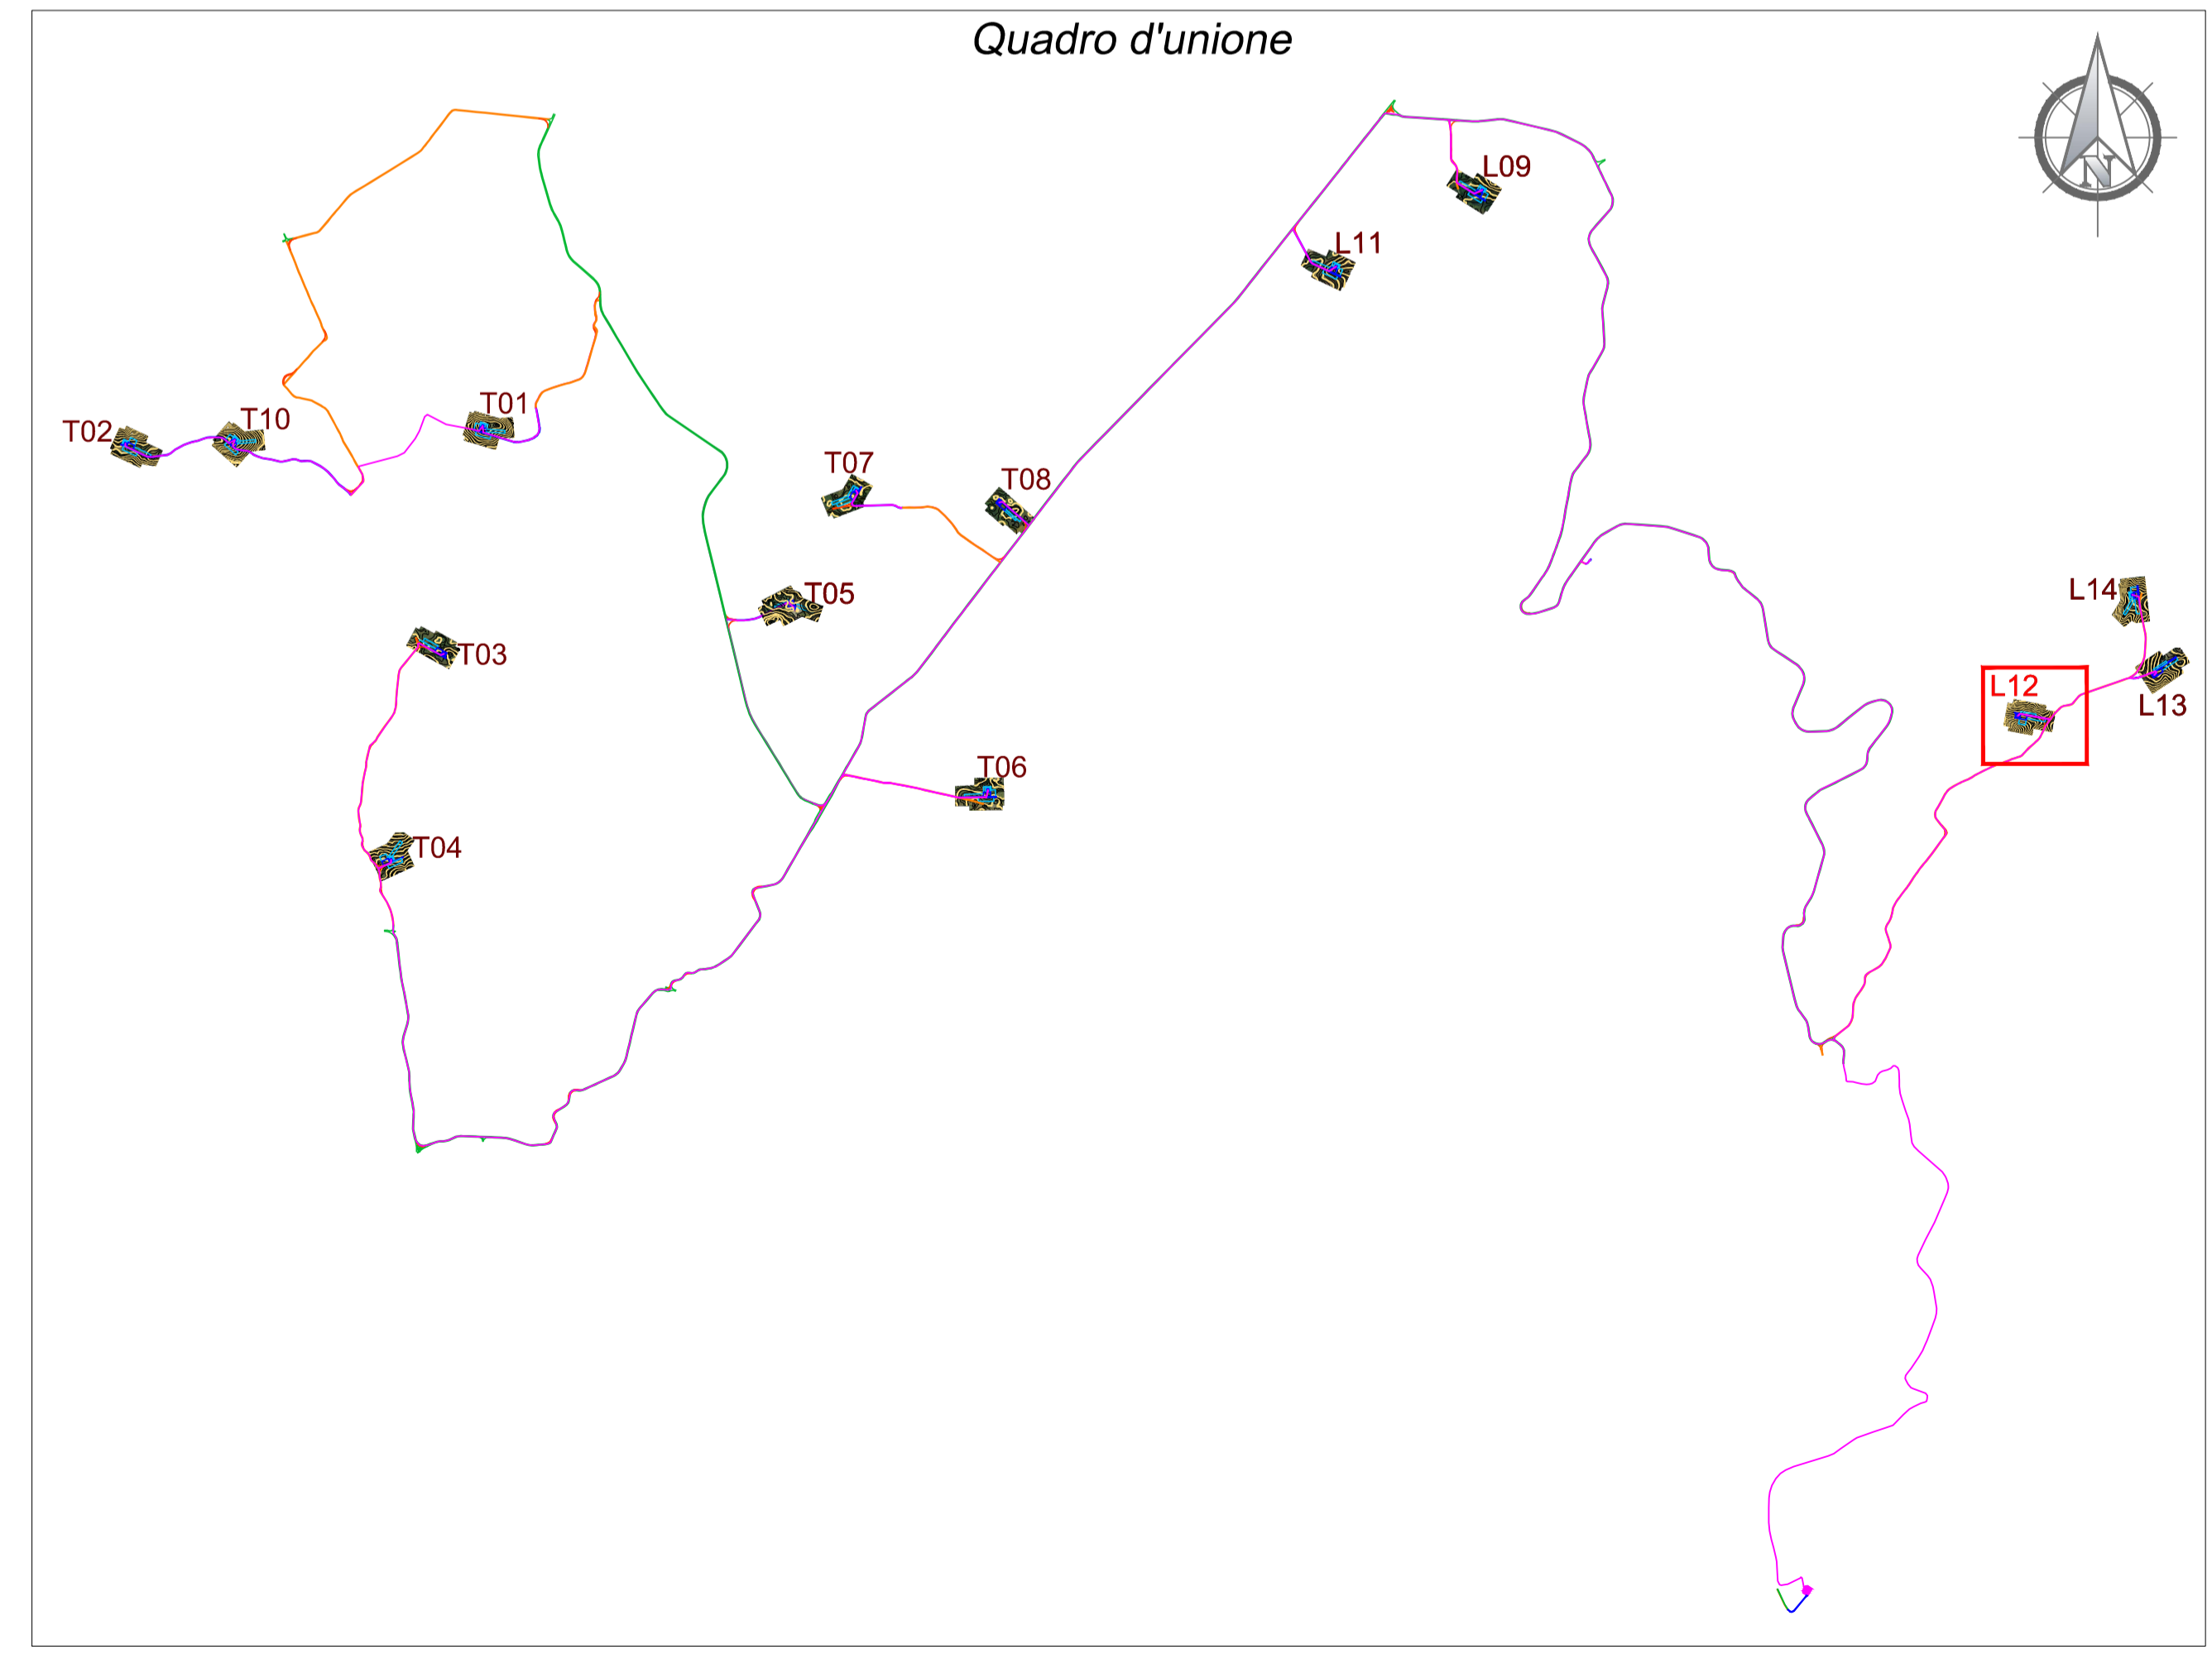 Quadro d'unione
N
L09
L11
T01
T10
T02
T07
T08
T05
L14
T03
L12
L13
T06
T04